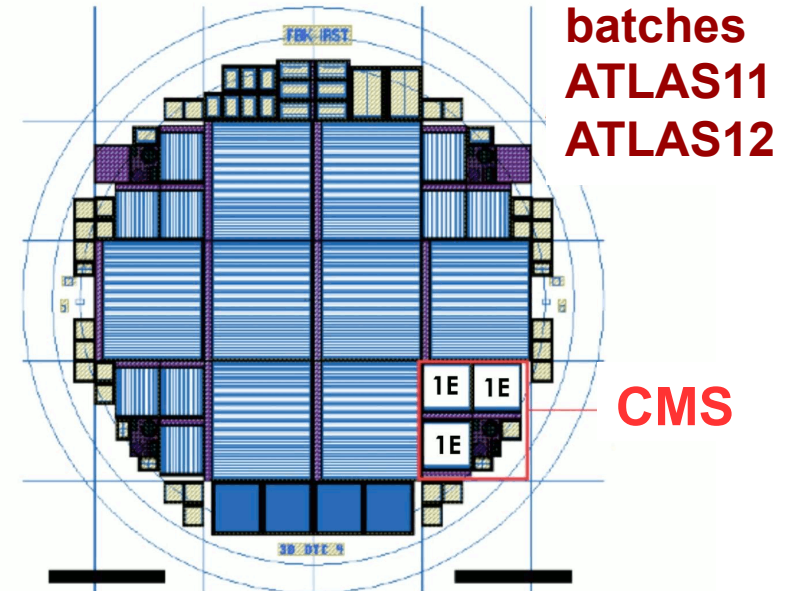 batches
ATLAS11
ATLAS12
FBK IRST
1E 1E
CMS
1E
3D DTC 4